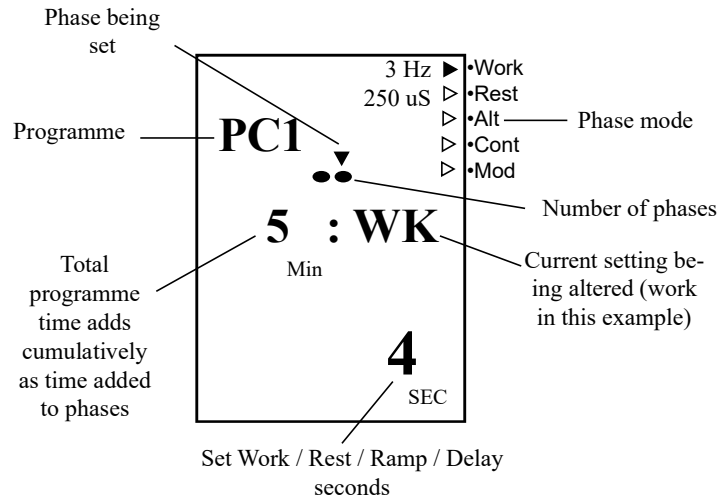 Phase being
set
3 Hz
250 uS
•Work
•Rest
•Alt
•Cont
•Mod
Phase mode
Programme
PC1
Number of phases
5 : WK
Min
Current setting be-
ing altered (work
in this example)
Total
programme
time adds
cumulatively
as time added
to phases
4
SEC
Set Work / Rest / Ramp / Delay
seconds